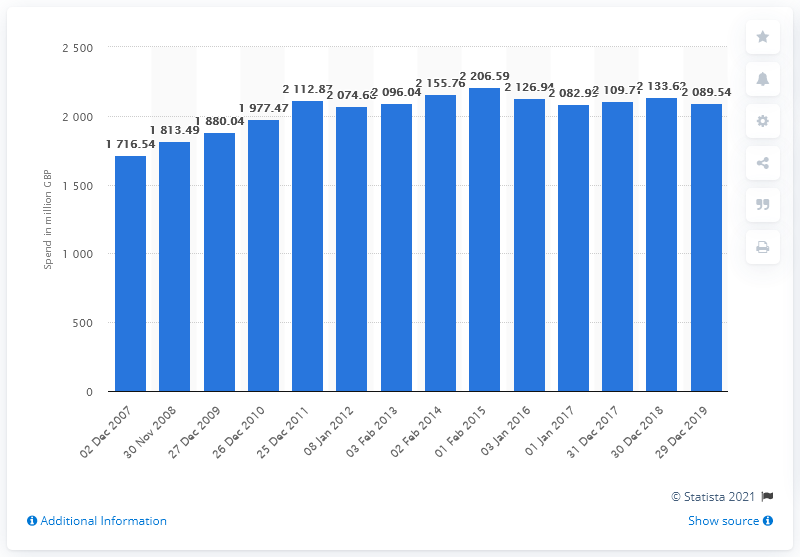 2 500
2 000
1 500
1 000
500
0
Spend in million GBP
1 716.54
1 813.49
1 880.04
1 977.47
2 112.87
2 074.68
2 096.04
2 155.76
2 206.59
2 126.94
2 082.93
2 109.77
2 133.62
2 089.54
02 Dec 2007
30 Nov 2008
27 Dec 2009
26 Dec 2010
25 Dec 2011
08 Jan 2012
03 Feb 2013
02 Feb 2014
01 Feb 2015
03 Jan 2016
01 Jan 2017
31 Dec 2017
30 Dec 2018
29 Dec 2019
© Statista 2021
Additional Information
Show source